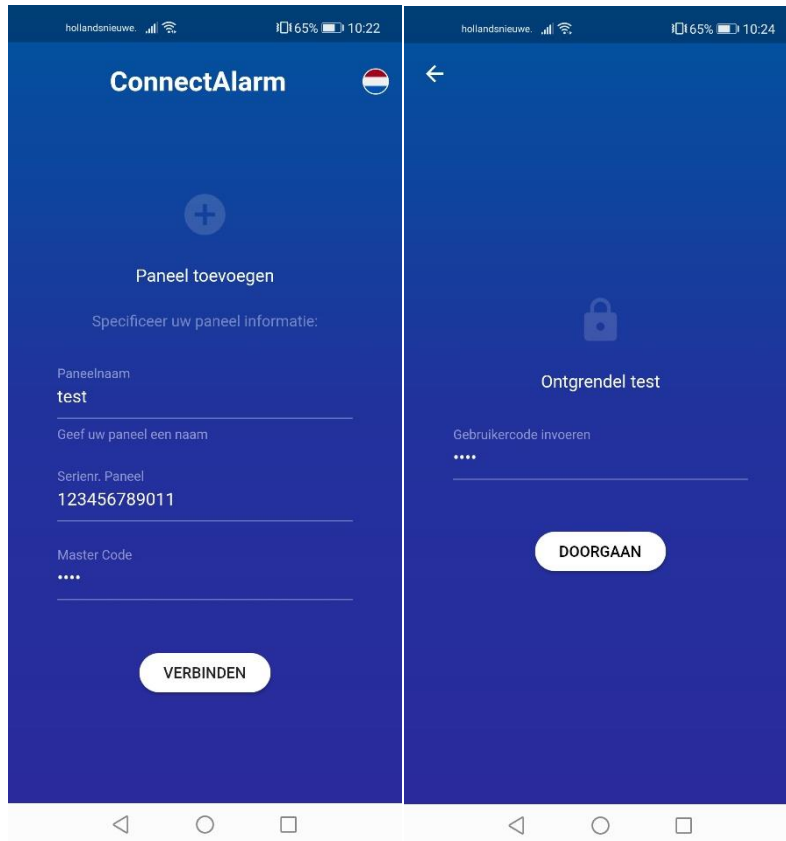 hollandsnieuwe. 65% 10:22
ConnectAlarm
Paneel toevoegen
Specificeer uw paneel informatie:
Paneelnaam
test
Geef uw paneel een naam
Serienr. Paneel
123456789011
Master Code
••••
VERBINDEN
hollandsnieuwe. 65% 10:24
Ontgrendel test
Gebruikercode invoeren
••••
DOORGAAN